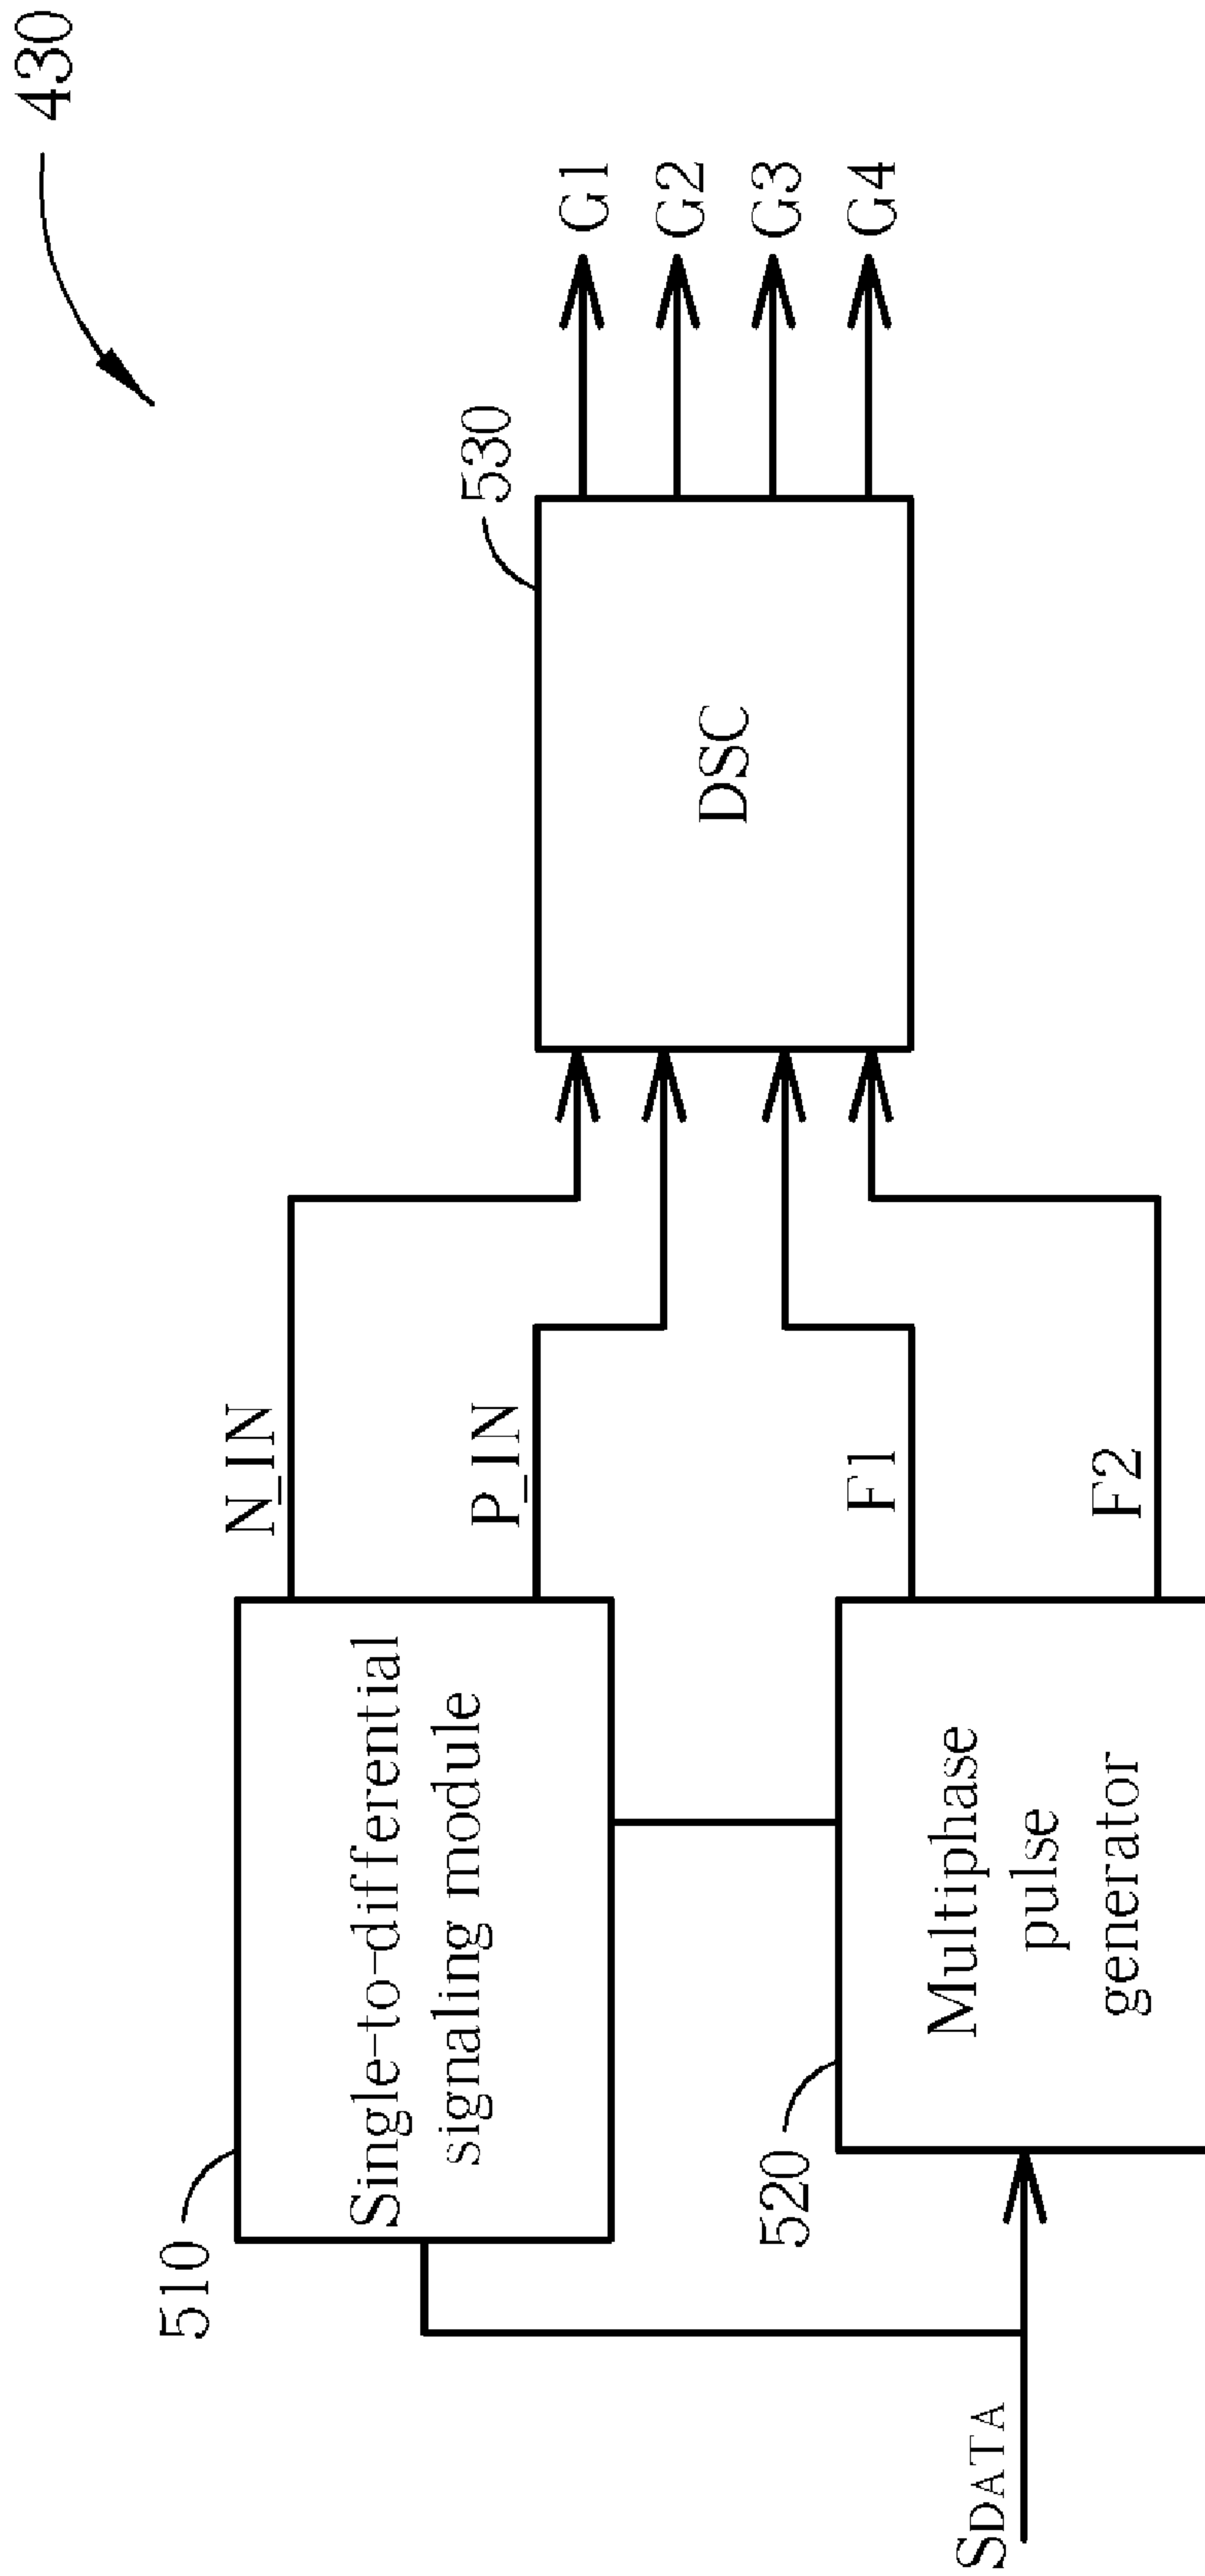 430
510
Single-to-differential
signaling module
N_IN
P_IN
530
DSC
G1
G2
G3
G4
520
Multiphase
pulse
generator
F1
F2
SDATA